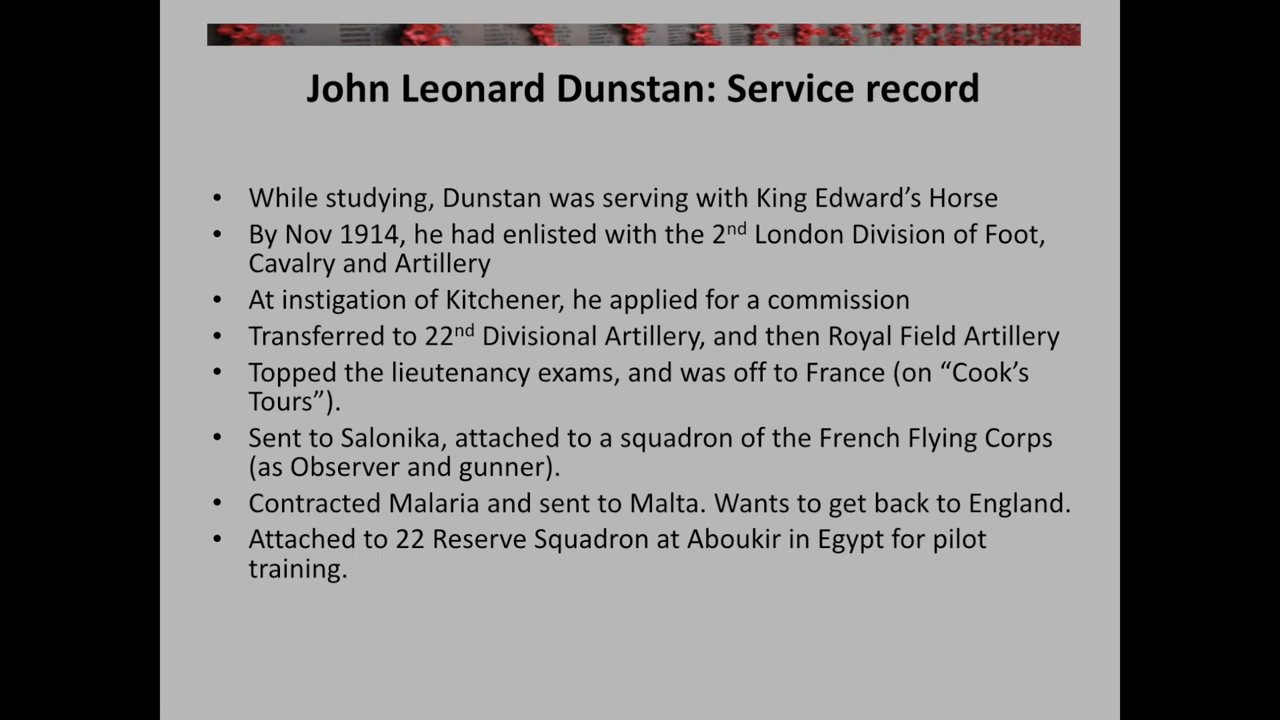 John Leonard Dunstan: Service record
• While studying, Dunstan was serving with King Edward’s Horse
• By Nov 1914, he had enlisted with the 2nd London Division of Foot,
Cavalry and Artillery
• At instigation of Kitchener, he applied for a commission
• Transferred to 22nd Divisional Artillery, and then Royal Field Artillery
• Topped the lieutenancy exams, and was off to France (on “Cook’s
Tours”).
• Sent to Salonika, attached to a squadron of the French Flying Corps
(as Observer and gunner).
• Contracted Malaria and sent to Malta. Wants to get back to England.
• Attached to 22 Reserve Squadron at Aboukir in Egypt for pilot
training.